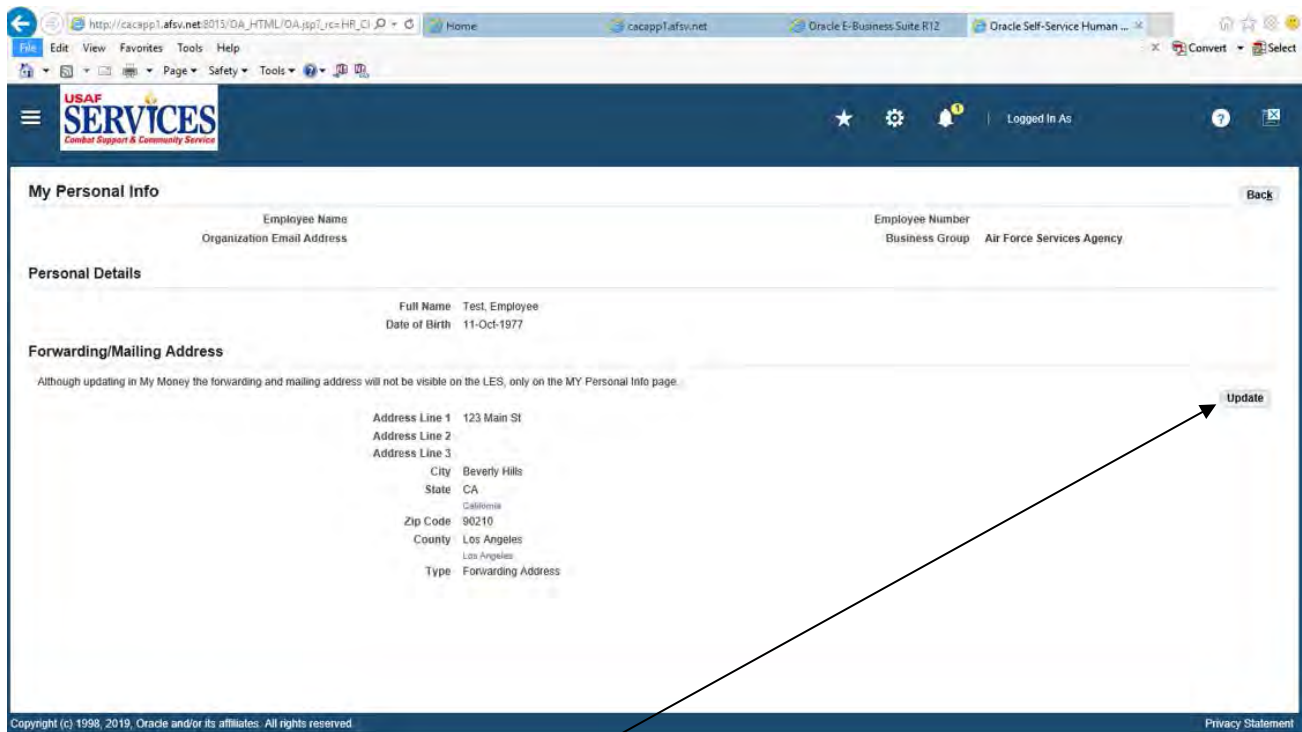 http://cacapp1.afsv.net:8015/OA_HTML/OA.jsp?_rc=HR_CI
Home
cacapp1.afsv.net
Oracle E-Business Suite R12
Oracle Self-Service Human ...
File Edit View Favorites Tools Help
Convert Select
Page Safety Tools
USAF
SERVICES
Combat Support & Community Service
1
Logged In As
My Personal Info
Back
Employee Name
Employee Number
Organization Email Address
Business Group Air Force Services Agency
Personal Details
Full Name Test, Employee
Date of Birth 11-Oct-1977
Forwarding/Mailing Address
Although updating in My Money the forwarding and mailing address will not be visible on the LES, only on the MY Personal Info page.
Update
Address Line 1 123 Main St
Address Line 2
Address Line 3
City Beverly Hills
State CA
California
Zip Code 90210
County Los Angeles
Los Angeles
Type Forwarding Address
Copyright (c) 1998, 2019, Oracle and/or its affiliates. All rights reserved.
Privacy Statement